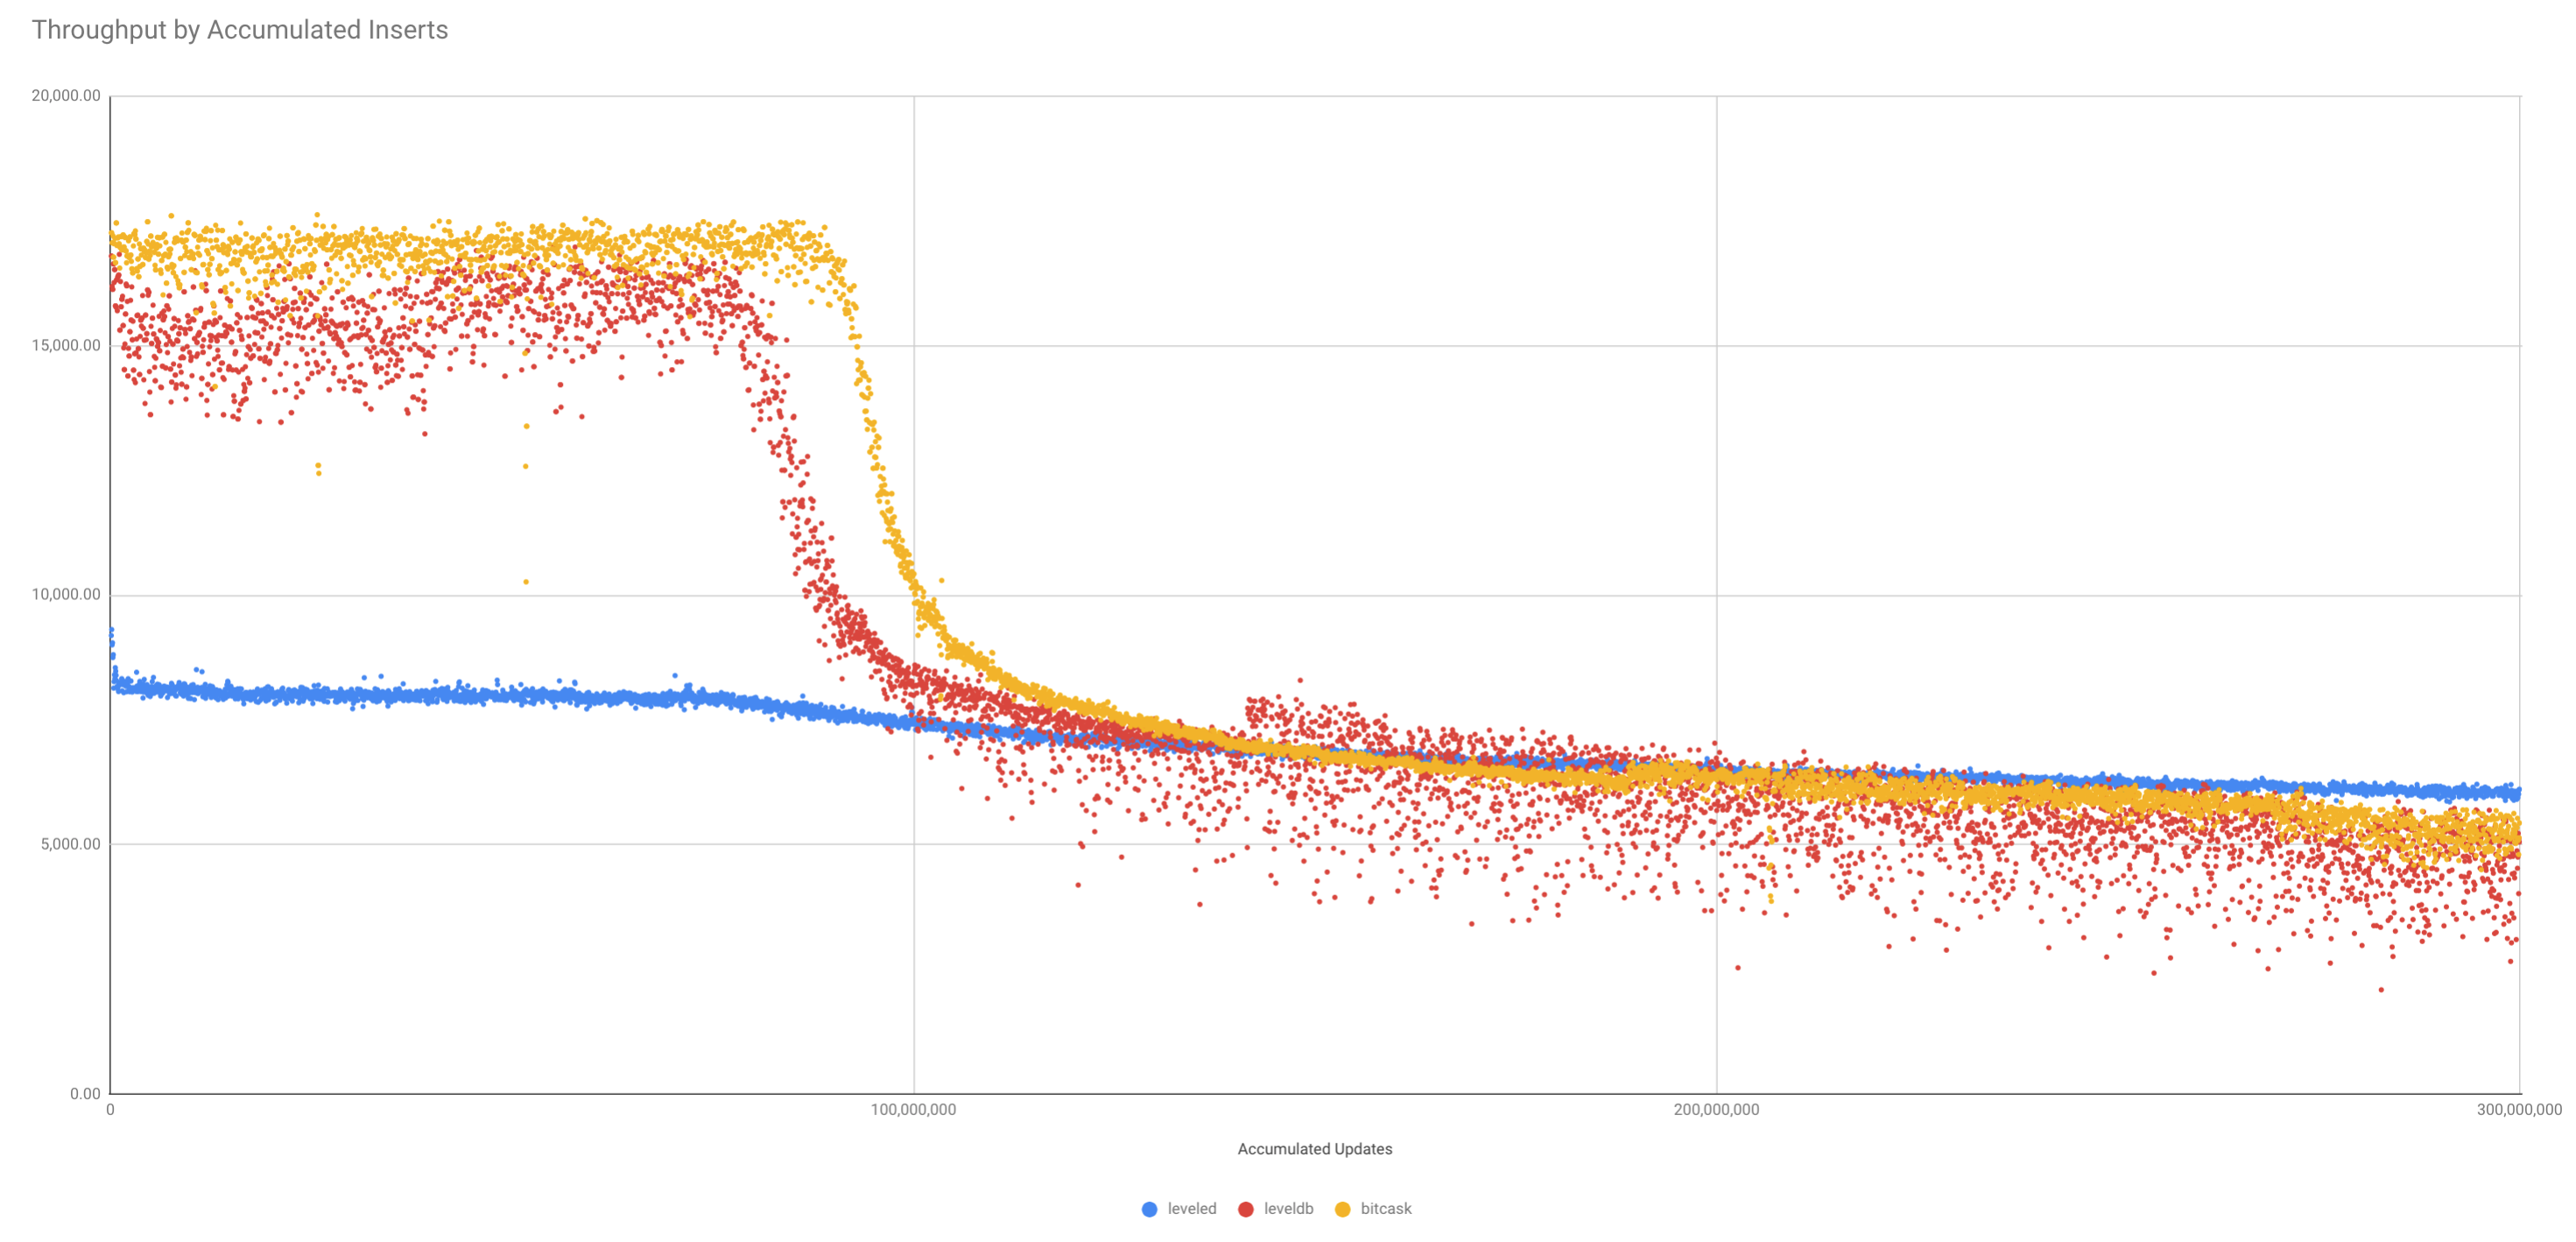 Throughput by Accumulated Inserts
20,000.00
15,000.00
10,000.00
5,000.00
0.00
0 100,000,000 200,000,000 300,000,000
Accumulated Updates
leveled leveldb bitcask